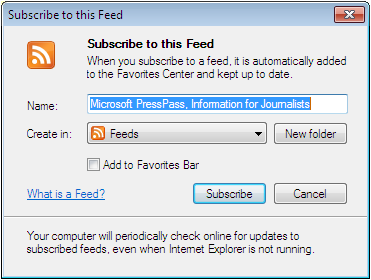 Subscribe to this Feed
Subscribe to this Feed
When you subscribe to a feed, it is automatically added
to the Favorites Center and kept up to date.
Name: Microsoft PressPass, Information for Journalists
Create in: Feeds New folder
Add to Favorites Bar
What is a Feed? Subscribe Cancel
Your computer will periodically check online for updates to
subscribed feeds, even when Internet Explorer is not running.